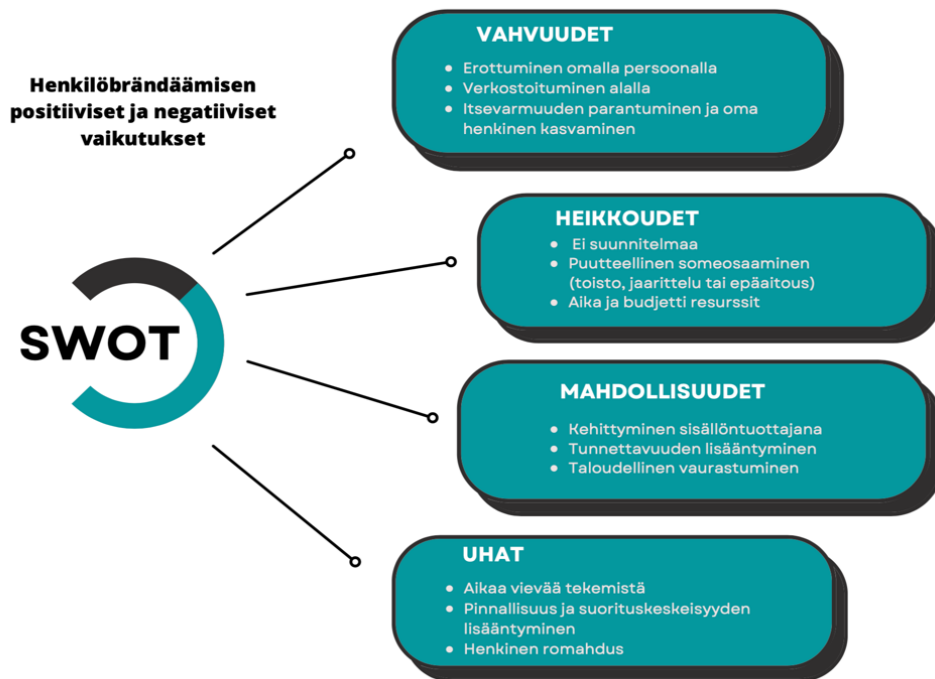 Henkilöbrändäämisen
positiiviset ja negatiiviset
vaikutukset
SWOT
VAHVUUDET
• Erottuminen omalla persoonalla
• Verkostoituminen alalla
• Itsevarmuuden parantuminen ja oma
henkinen kasvaminen
HEIKKOUDET
• Ei suunnitelmaa
• Puutteellinen someosaaminen
(toisto, jaarittelu tai epäaitous)
• Aika ja budjetti resurssit
MAHDOLLISUUDET
• Kehittyminen sisällöntuottajana
• Tunnettavuuden lisääntyminen
• Taloudellinen vaurastuminen
UHAT
• Aikaa vievää tekemistä
• Pinnallisuus ja suorituskeskeisyyden
lisääntyminen
• Henkinen romahdus